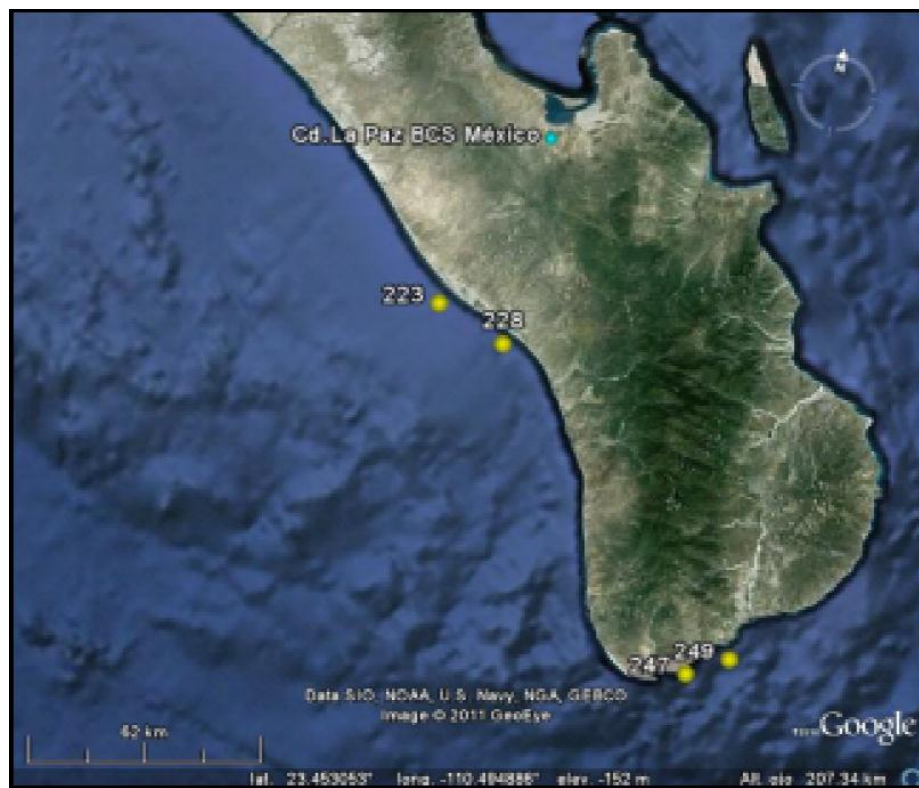 N
Cd.La Paz BCS México
223
228
249
247
Data SIO, NOAA, U.S. Navy, NGA, GEBCO
Image © 2011 GeoEye
Google
62 km
lat. 23.453053° long. -110.494886° elev. -152 m Alt. ojo 207.34 km